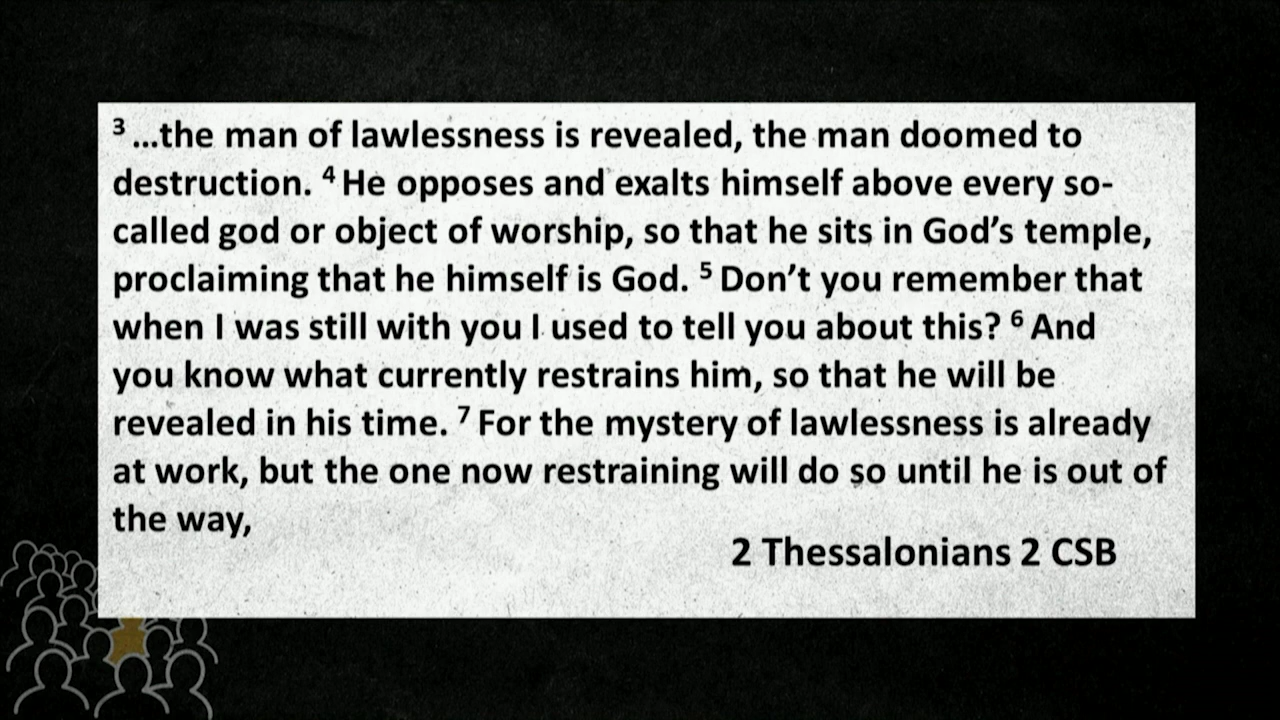 3 ...the man of lawlessness is revealed, the man doomed to
destruction. 4 He opposes and exalts himself above every so-
called god or object of worship, so that he sits in God’s temple,
proclaiming that he himself is God. 5 Don’t you remember that
when I was still with you I used to tell you about this? 6 And
you know what currently restrains him, so that he will be
revealed in his time. 7 For the mystery of lawlessness is already
at work, but the one now restraining will do so until he is out of
the way,
2 Thessalonians 2 CSB